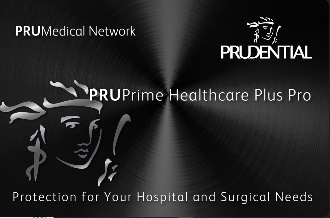 PRUMedical Network
PRUDENTIAL
PRUPrime Healthcare Plus Pro
Protection for Your Hospital and Surgical Needs